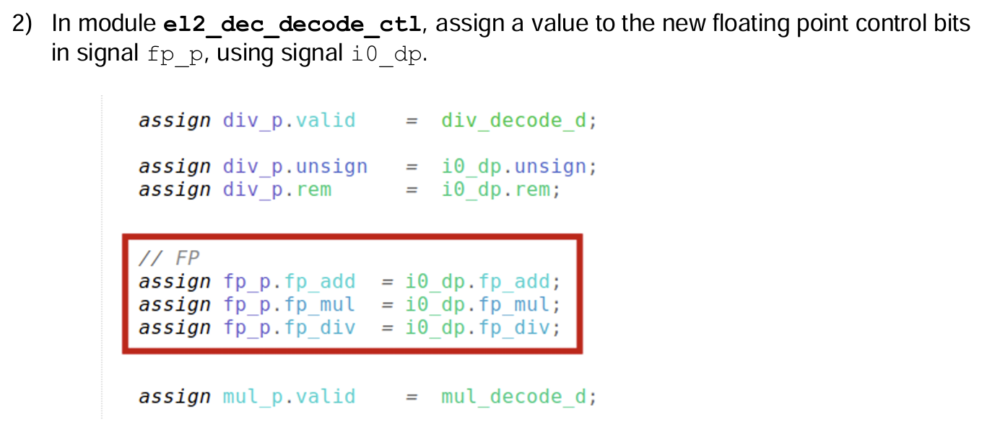 2) In module el2_dec_decode_ctl, assign a value to the new floating point control bits
in signal fp_p, using signal i0_dp.
assign div_p.valid = div_decode_d;
assign div_p.unsign = i0_dp.unsign;
assign div_p.rem = i0_dp.rem;
// FP
assign fp_p.fp_add = i0_dp.fp_add;
assign fp_p.fp_mul = i0_dp.fp_mul;
assign fp_p.fp_div = i0_dp.fp_div;
assign mul_p.valid = mul_decode_d;